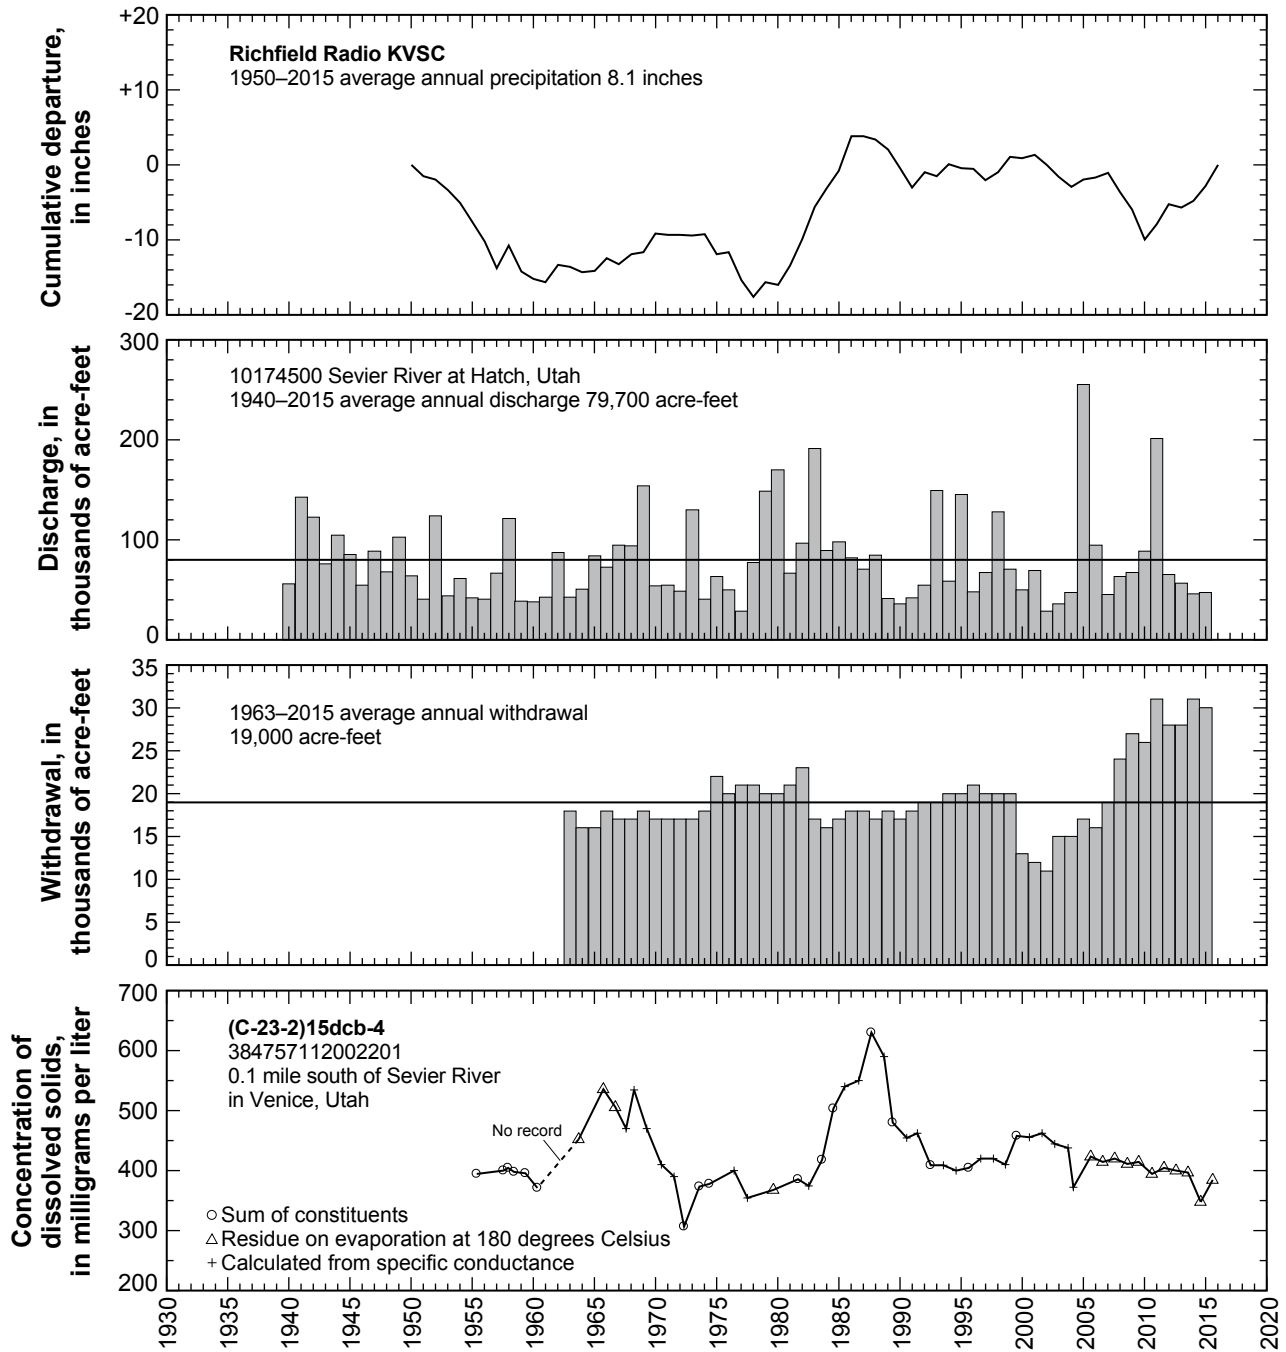 Cumulative departure,
in inches
+20
+10
0
-10
-20
Richfield Radio KVSC
1950–2015 average annual precipitation 8.1 inches
Discharge, in
thousands of acre-feet
300
200
100
0
10174500 Sevier River at Hatch, Utah
1940–2015 average annual discharge 79,700 acre-feet
Withdrawal, in
thousands of acre-feet
35
30
25
20
15
10
5
0
1963–2015 average annual withdrawal
19,000 acre-feet
Concentration of
dissolved solids,
in milligrams per liter
700
600
500
400
300
200
(C-23-2)15dcb-4
384757112002201
0.1 mile south of Sevier River
in Venice, Utah
No record
Sum of constituents
Residue on evaporation at 180 degrees Celsius
Calculated from specific conductance
1930
1935
1940
1945
1950
1955
1960
1965
1970
1975
1980
1985
1990
1995
2000
2005
2010
2015
2020